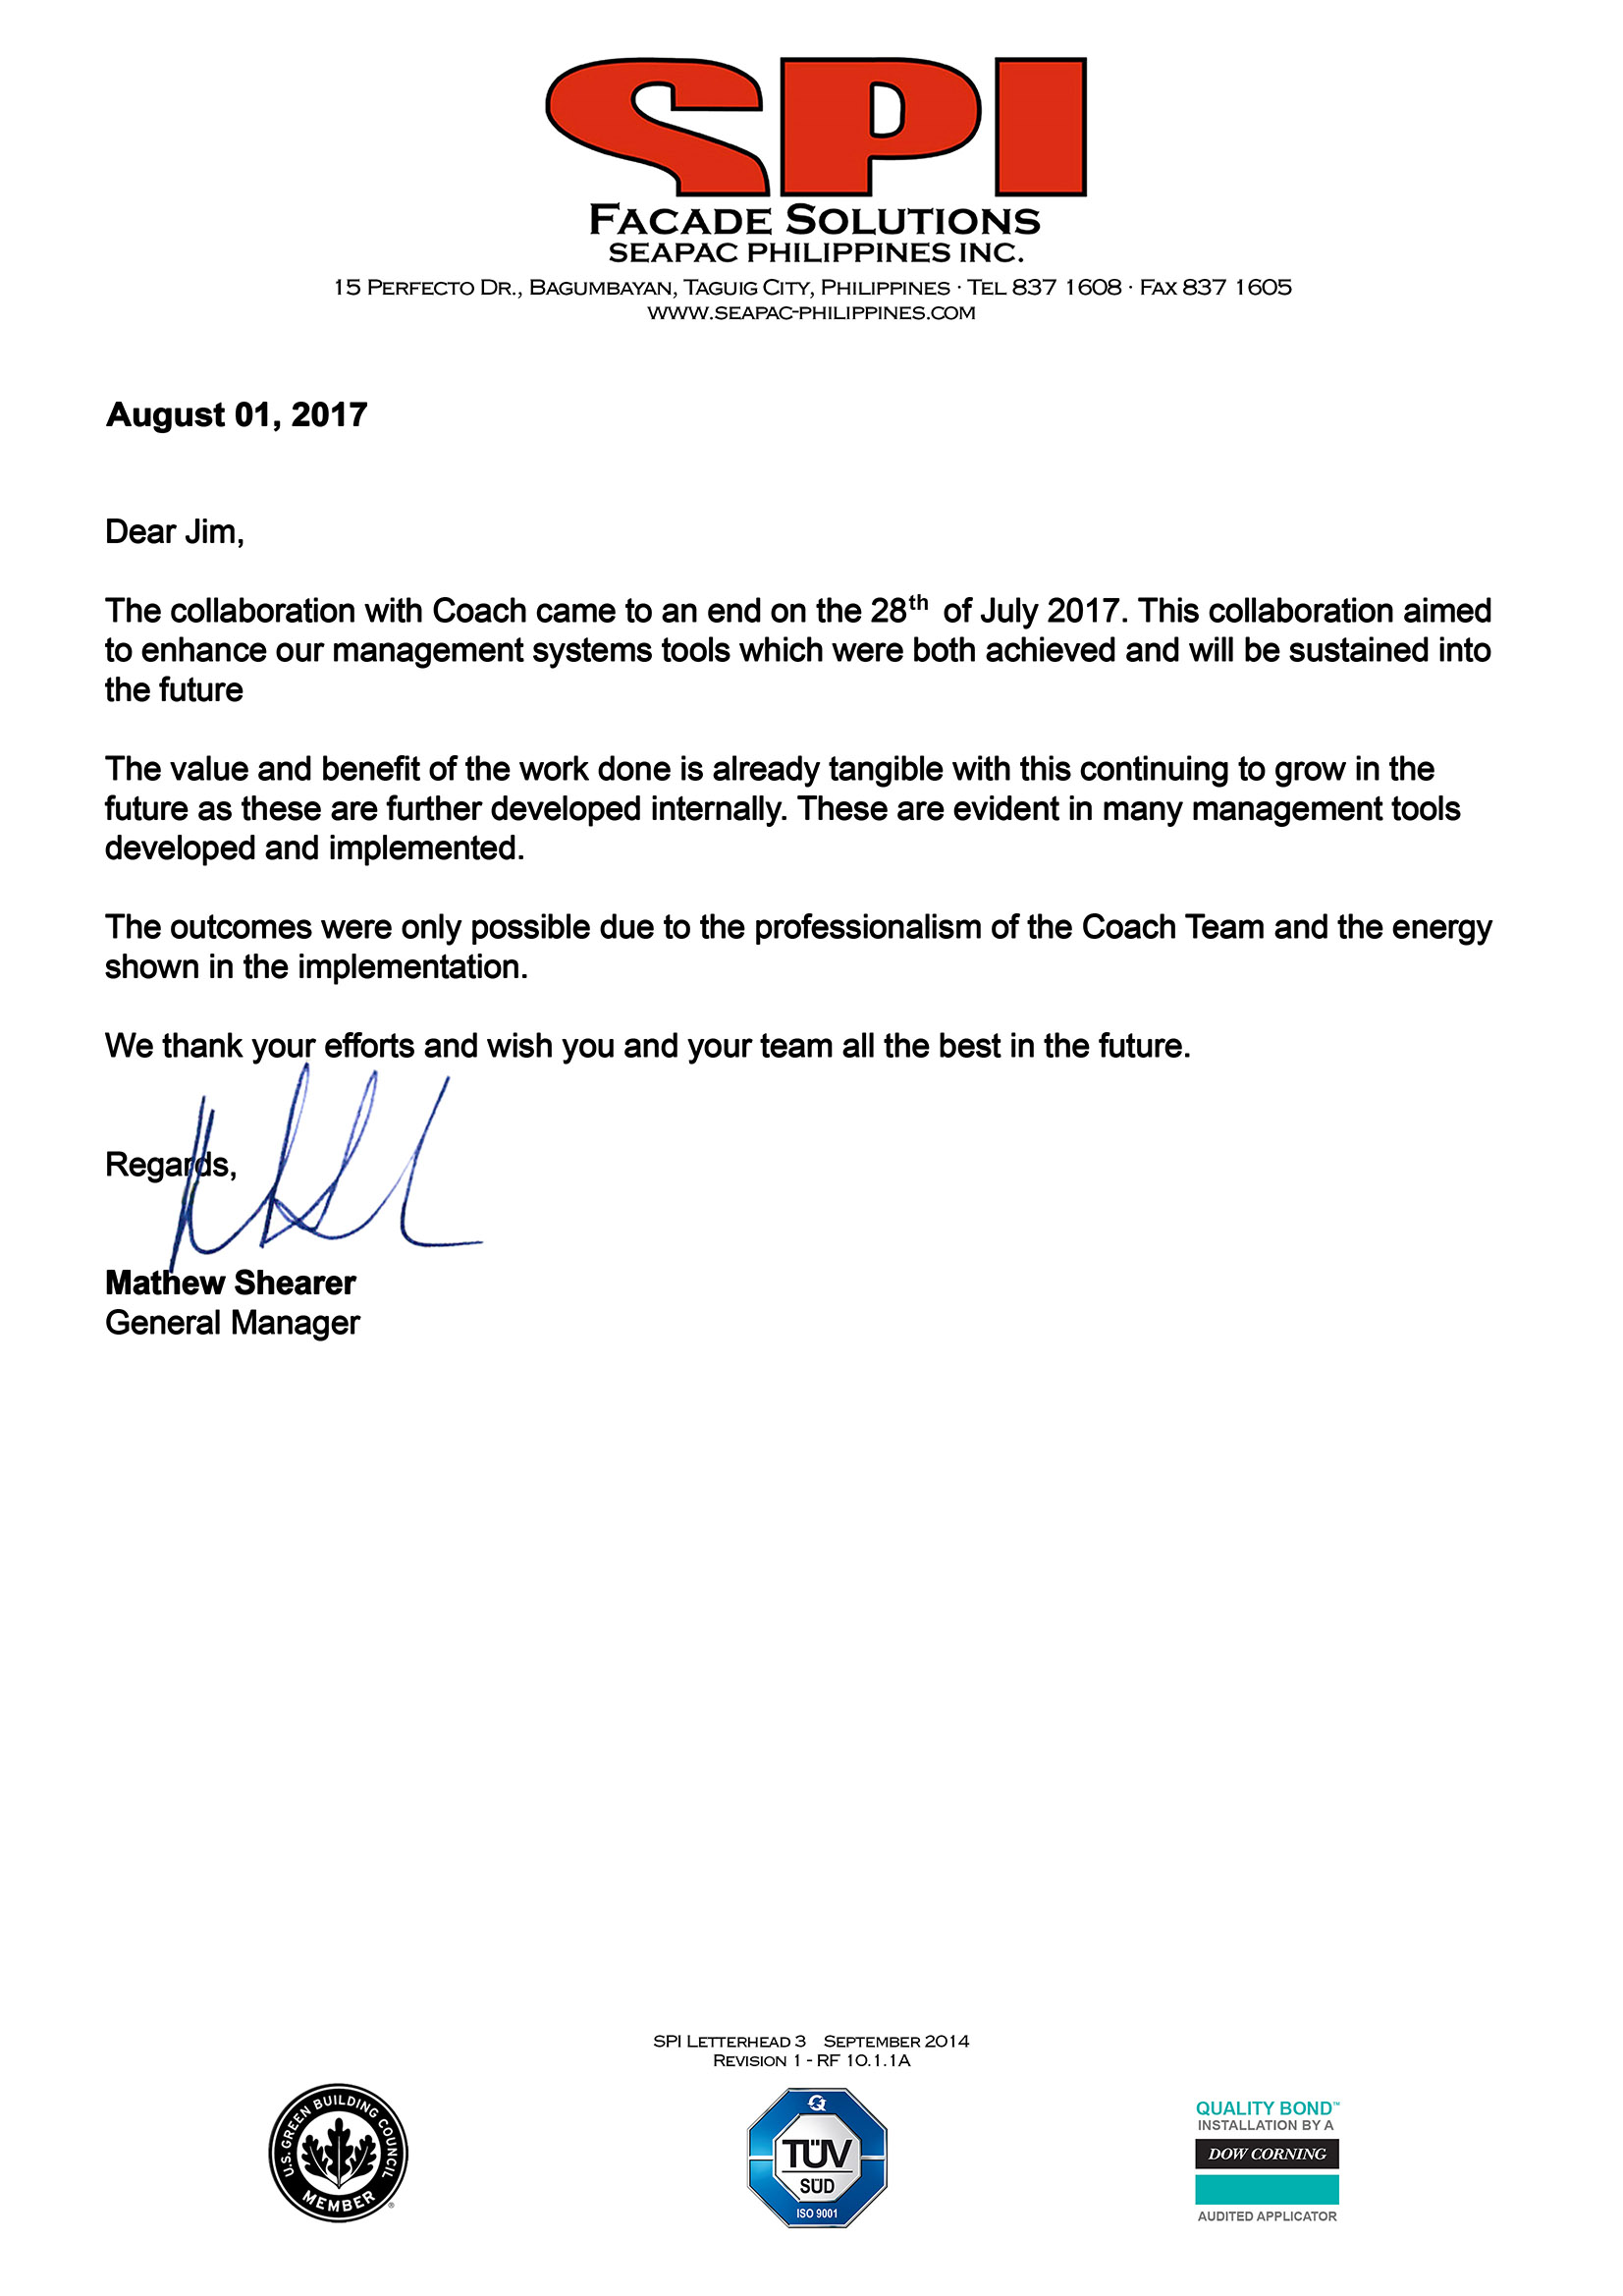 SPI
FACADE SOLUTIONS
SEAPAC PHILIPPINES INC.
15 PERFECTO DR., BAGUMBAYAN, TAGUIG CITY, PHILIPPINES · TEL 837 1608 · FAX 837 1605
WWW.SEAPAC-PHILIPPINES.COM
August 01, 2017
Dear Jim,
The collaboration with Coach came to an end on the 28th of July 2017. This collaboration aimed
to enhance our management systems tools which were both achieved and will be sustained into
the future
The value and benefit of the work done is already tangible with this continuing to grow in the
future as these are further developed internally. These are evident in many management tools
developed and implemented.
The outcomes were only possible due to the professionalism of the Coach Team and the energy
shown in the implementation.
We thank your efforts and wish you and your team all the best in the future.
Regards,
Mathew Shearer
General Manager
SPI LETTERHEAD 3 SEPTEMBER 2014
REVISION 1 - RF 10.1.1A
U.S. GREEN BUILDING COUNCIL
MEMBER
®
TÜV
SÜD
ISO 9001
QUALITY BOND™
INSTALLATION BY A
DOW CORNING
AUDITED APPLICATOR